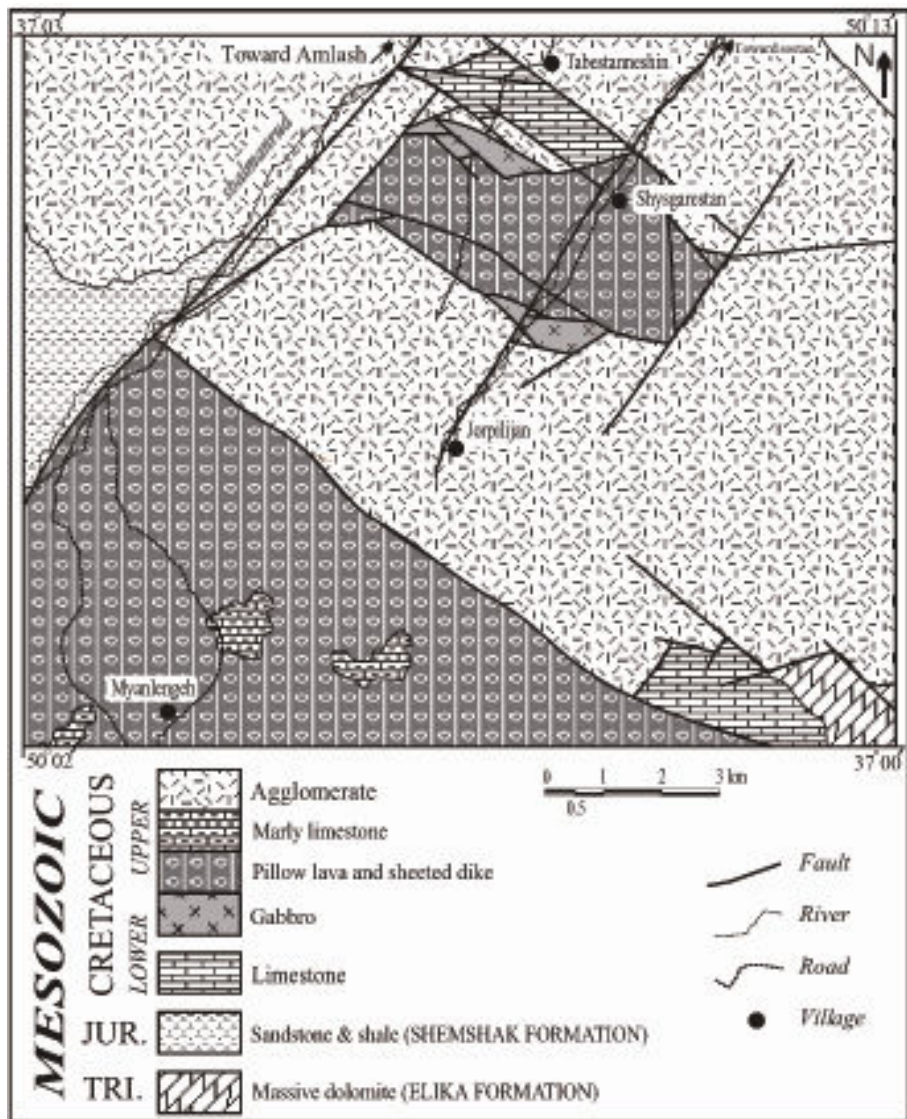 37°03 50°13
Toward Amlash
Tabestanneshin
N
Shysgarestan
Jorpilijan
Myanlengeh
50°02 37°00
MESOZOIC
CRETACEOUS
UPPER
LOWER
JUR.
TRI.
Agglomerate
Marly limestone
Pillow lava and sheeted dike
Gabbro
Limestone
Sandstone & shale (SHEMSHAK FORMATION)
Massive dolomite (ELIKA FORMATION)
0 1 2 3 km
0.5
Fault
River
Road
Village